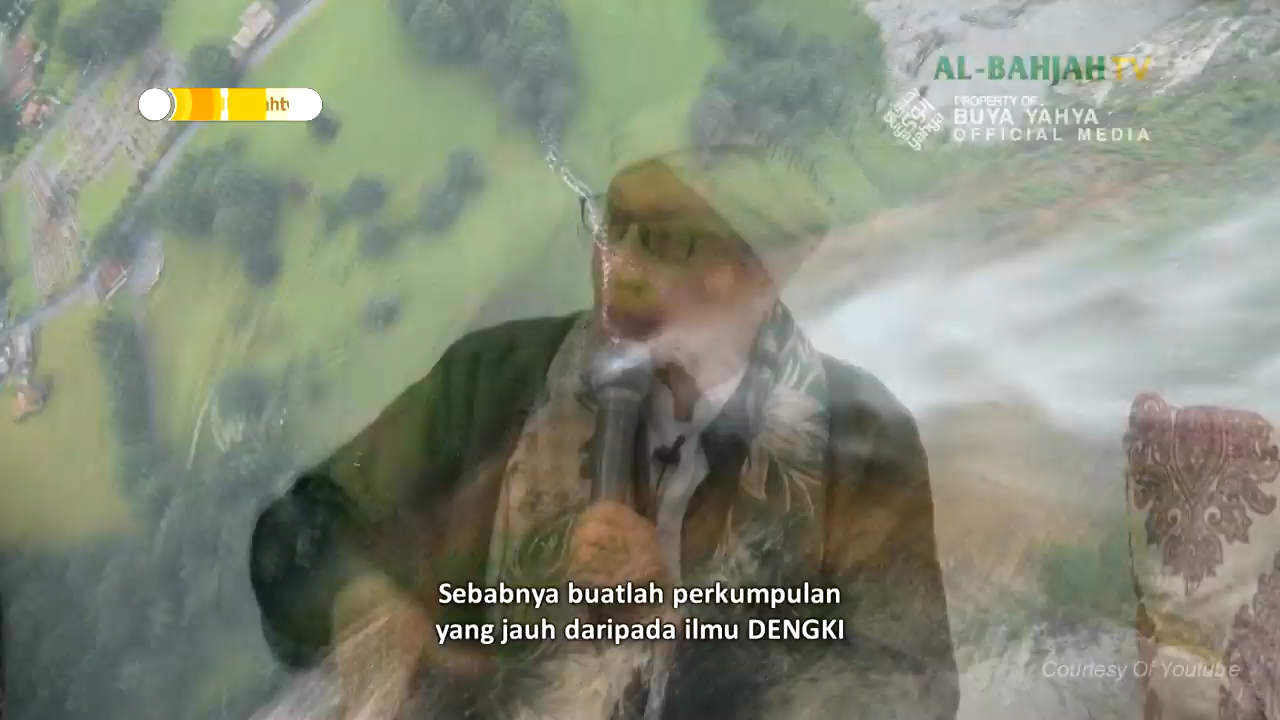 AL-BAHJAH TV
PROPERTY OF
BUYA YAHYA
OFFICIAL MEDIA
Sebabnya buatlah perkumpulan
yang jauh daripada ilmu DENGKI
Courtesy Of Youtube